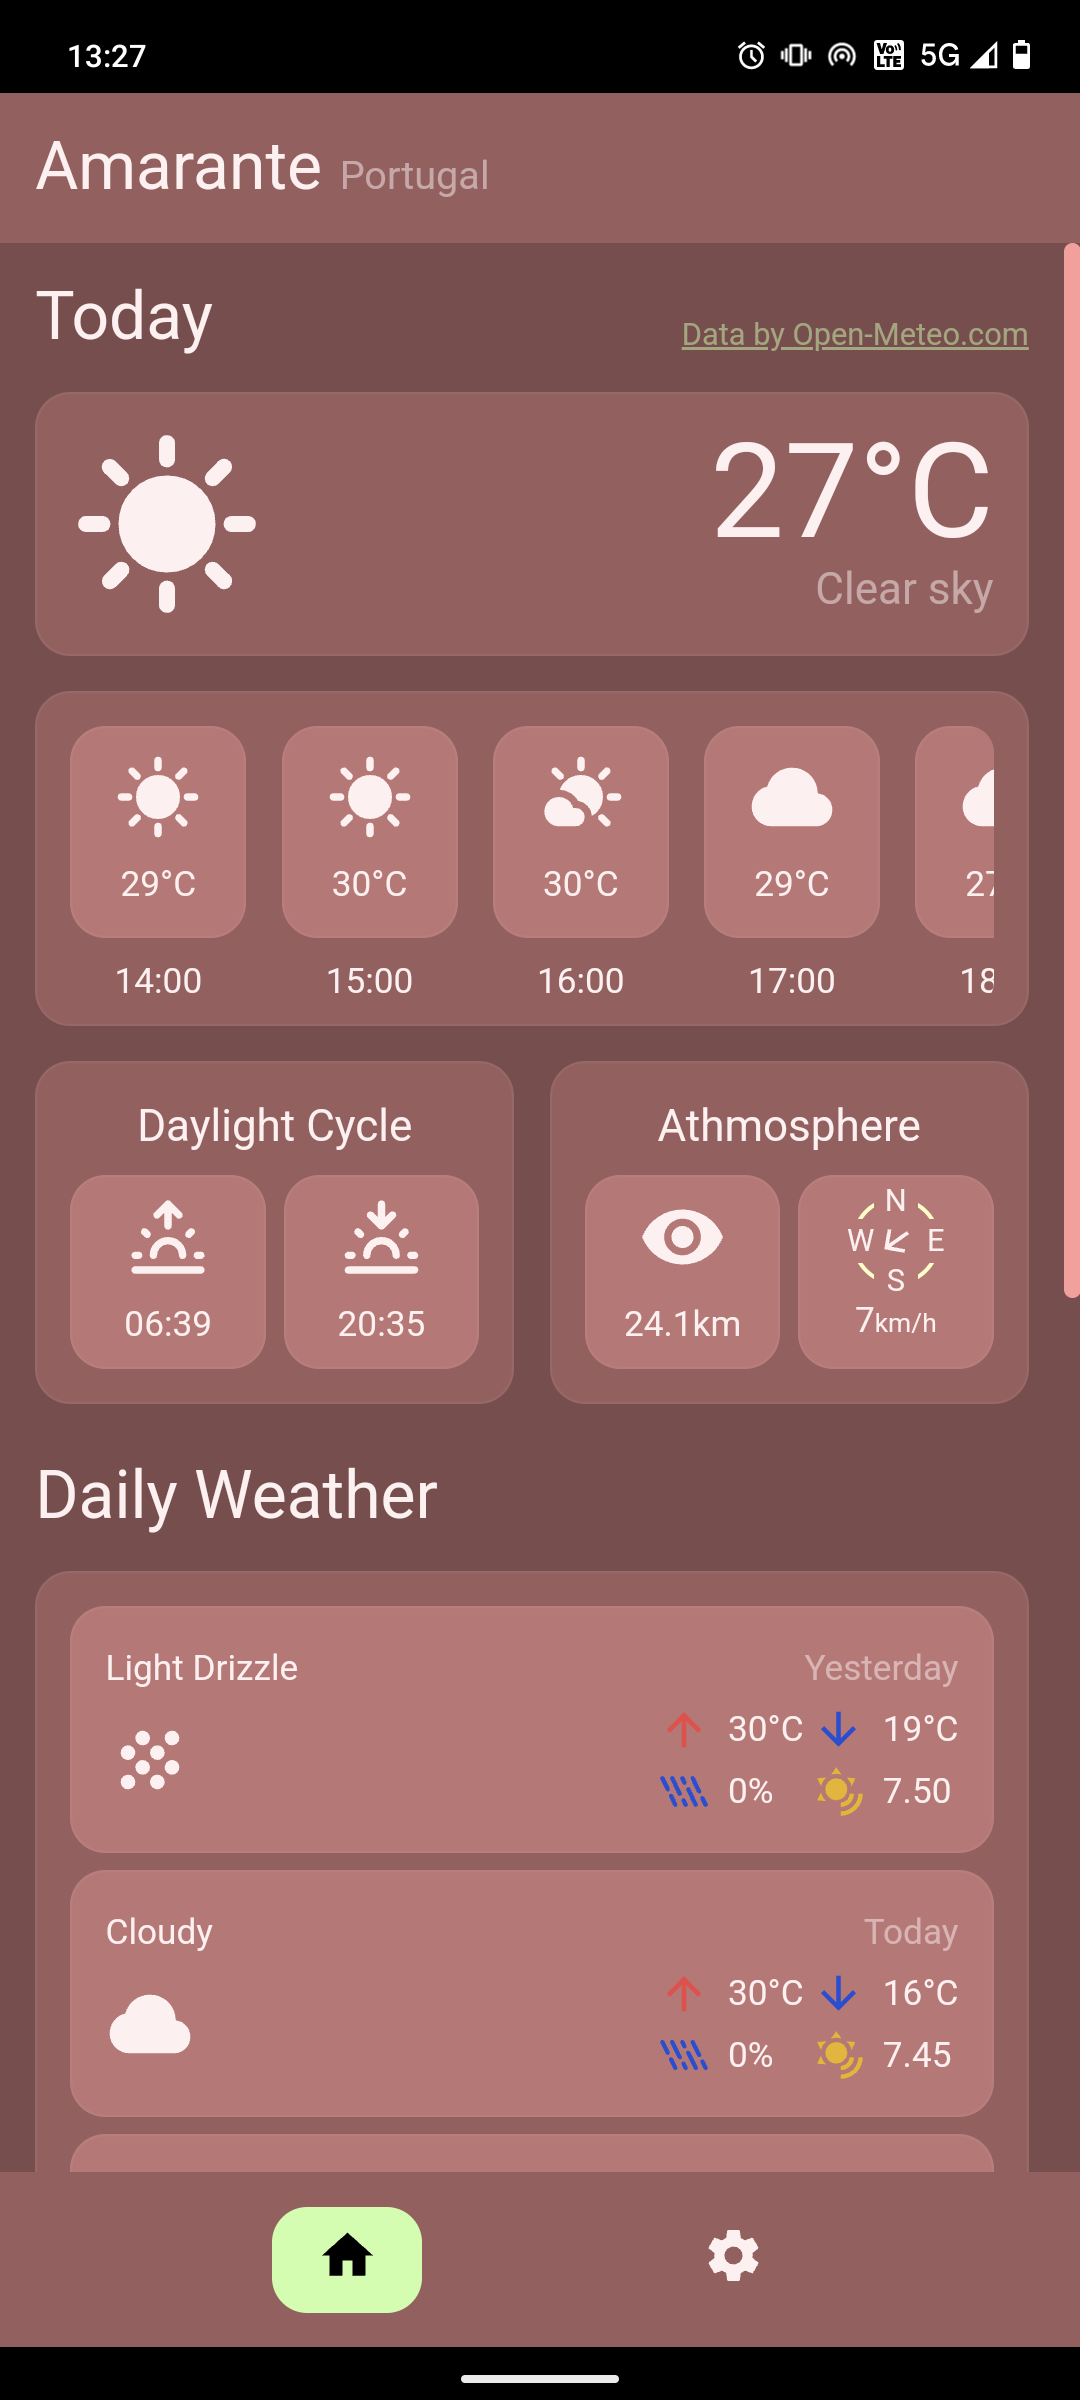 13:27 Vo)) LTE 5G
Amarante Portugal
Today
Data by Open-Meteo.com
27°C
Clear sky
29°C 30°C 30°C 29°C 27
14:00 15:00 16:00 17:00 18
Daylight Cycle Athmosphere
N
W E
S
06:39 20:35 24.1km 7km/h
Daily Weather
Light Drizzle Yesterday
30°C 19°C
0% 7.50
Cloudy Today
30°C 16°C
0% 7.45